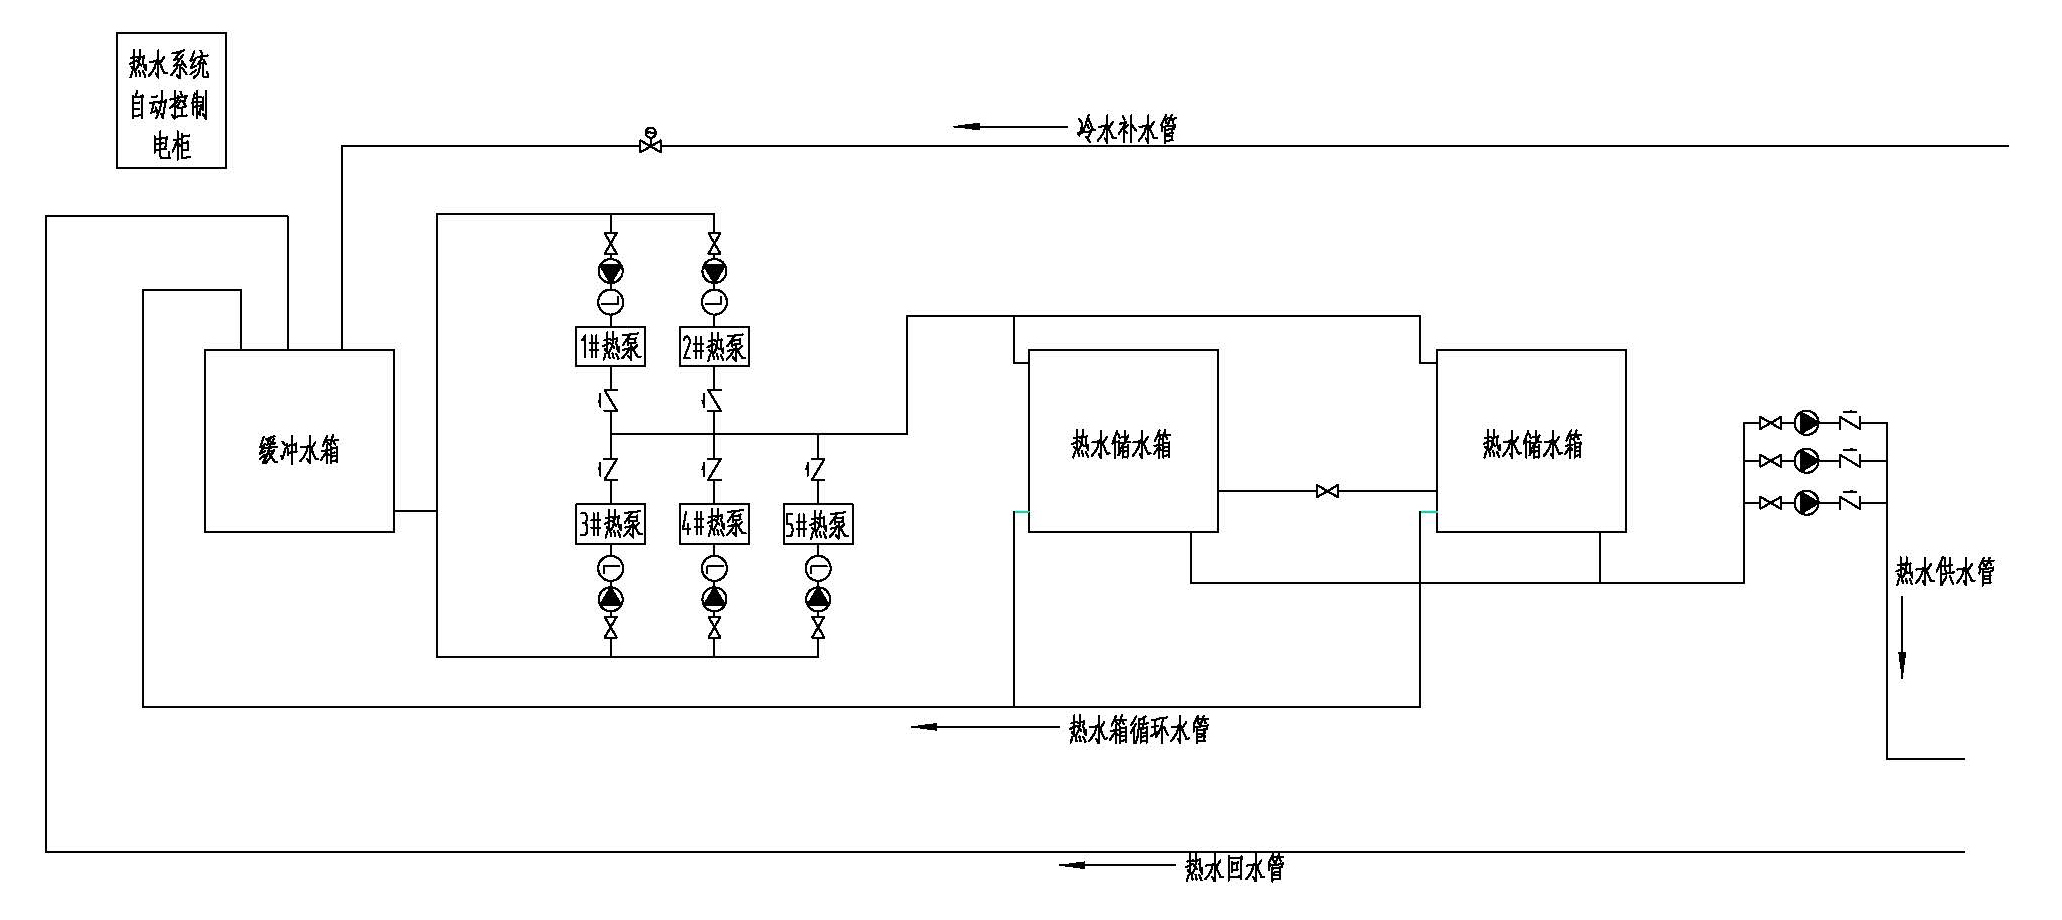 热水系统
自动控制
电柜
冷水补水管
1#热泵
2#热泵
缓冲水箱
热水储水箱
热水储水箱
3#热泵
4#热泵
5#热泵
热水供水管
热水箱循环水管
热水回水管